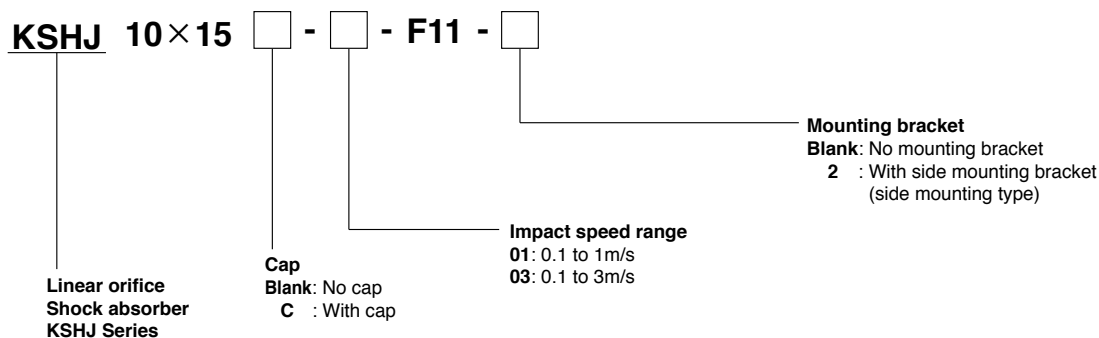 KSHJ 10×15 □ - □ - F11 - □
Mounting bracket
Blank: No mounting bracket
2 : With side mounting bracket
(side mounting type)
Impact speed range
01: 0.1 to 1m/s
03: 0.1 to 3m/s
Cap
Blank: No cap
C : With cap
Linear orifice
Shock absorber
KSHJ Series